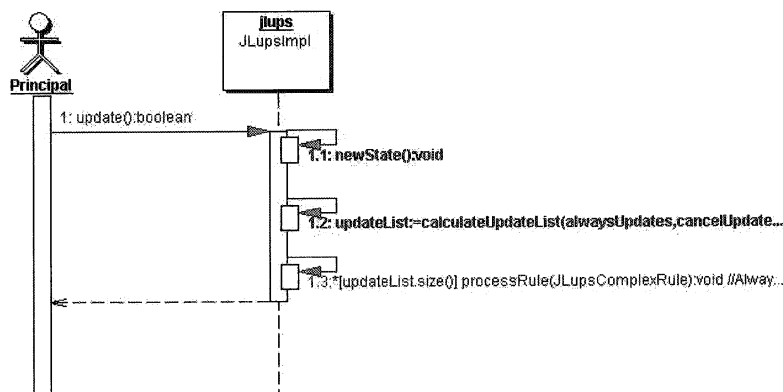 jlups
JLupsImpl
Principal
1: update():boolean
1.1: newState():void
1.2: updateList:=calculateUpdateList(alwaysUpdates,cancelUpdate...
1.3:*[updateList.size()] processRule(JLupsComplexRule):void //Alway...